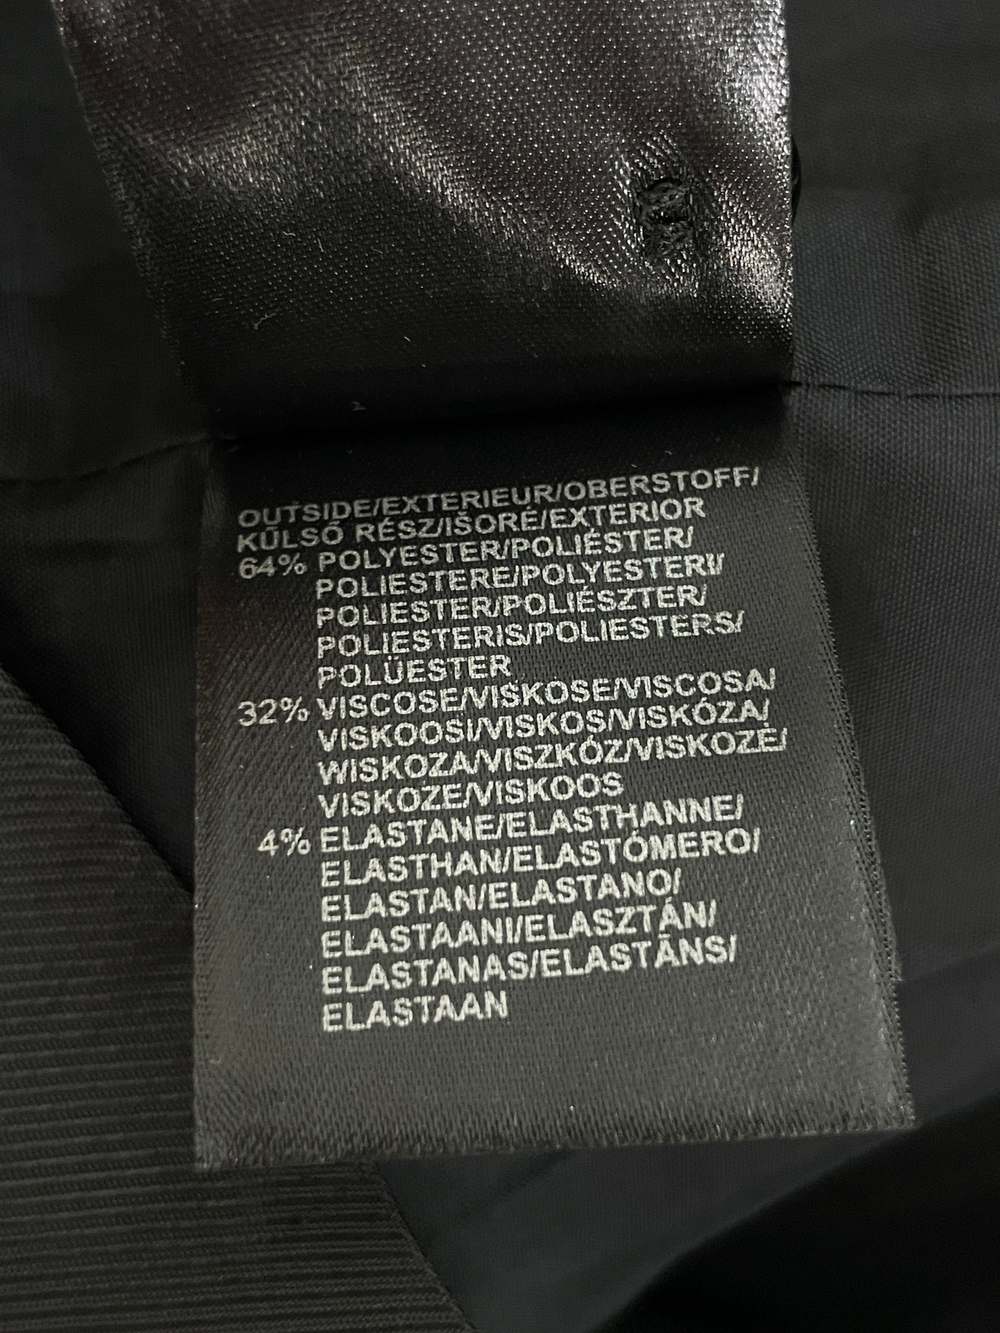 OUTSIDE/EXTERIEUR/OBERSTOFF/
KÜLSŐ RÉSZ/IŠORĖ/EXTERIOR
64% POLYESTER/POLIÉSTER/
POLIESTERE/POLYESTERI/
POLIESTER/POLIÉSZTER/
POLIESTERIS/POLIESTERS/
POLÜESTER
32% VISCOSE/VISKOSE/VISCOSA/
VISKOOSI/VISKOS/VISKÓZA/
WISKOZA/VISZKÓZ/VISKOZĖ/
VISKOZE/VISKOOS
4% ELASTANE/ELASTHANNE/
ELASTHAN/ELASTÓMERO/
ELASTAN/ELASTANO/
ELASTAANI/ELASZTÁN/
ELASTANAS/ELASTĀNS/
ELASTAAN